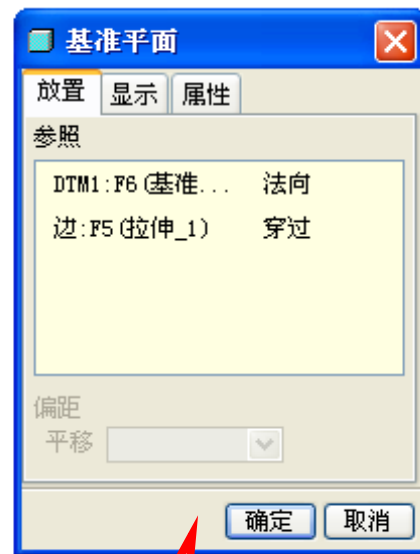 基准平面
放置 显示 属性
参照
DTM1:F6(基准... 法向
边:F5(拉伸_1) 穿过
偏距
平移
确定 取消